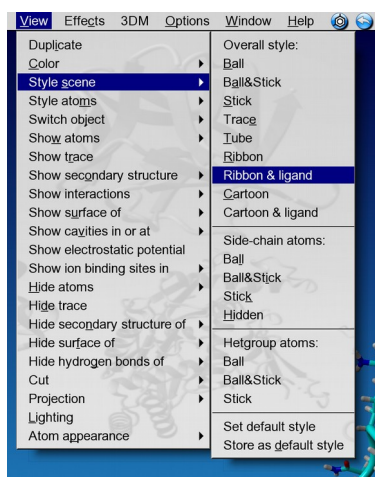 View Effects 3DM Options Window Help
Duplicate
Color
Style scene
Style atoms
Switch object
Show atoms
Show trace
Show secondary structure
Show interactions
Show surface of
Show cavities in or at
Show electrostatic potential
Show ion binding sites in
Hide atoms
Hide trace
Hide secondary structure of
Hide surface of
Hide hydrogen bonds of
Cut
Projection
Lighting
Atom appearance
Overall style:
Ball
Ball&Stick
Stick
Trace
Tube
Ribbon
Ribbon & ligand
Cartoon
Cartoon & ligand
Side-chain atoms:
Ball
Ball&Stick
Stick
Hidden
Hetgroup atoms:
Ball
Ball&Stick
Stick
Set default style
Store as default style